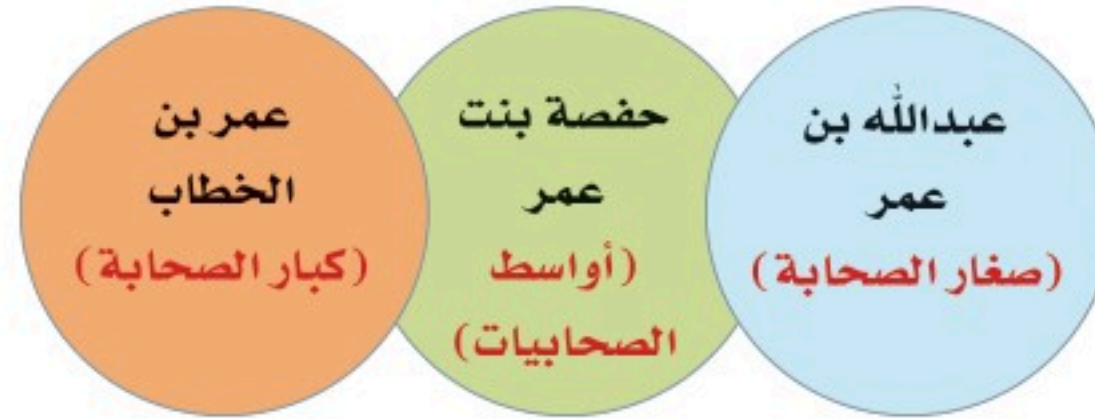 عبدالله بن
عمر
(صغار الصحابة)
حفصة بنت
عمر
(أواسط
الصحابيات)
عمر بن
الخطاب
(كبار الصحابة)